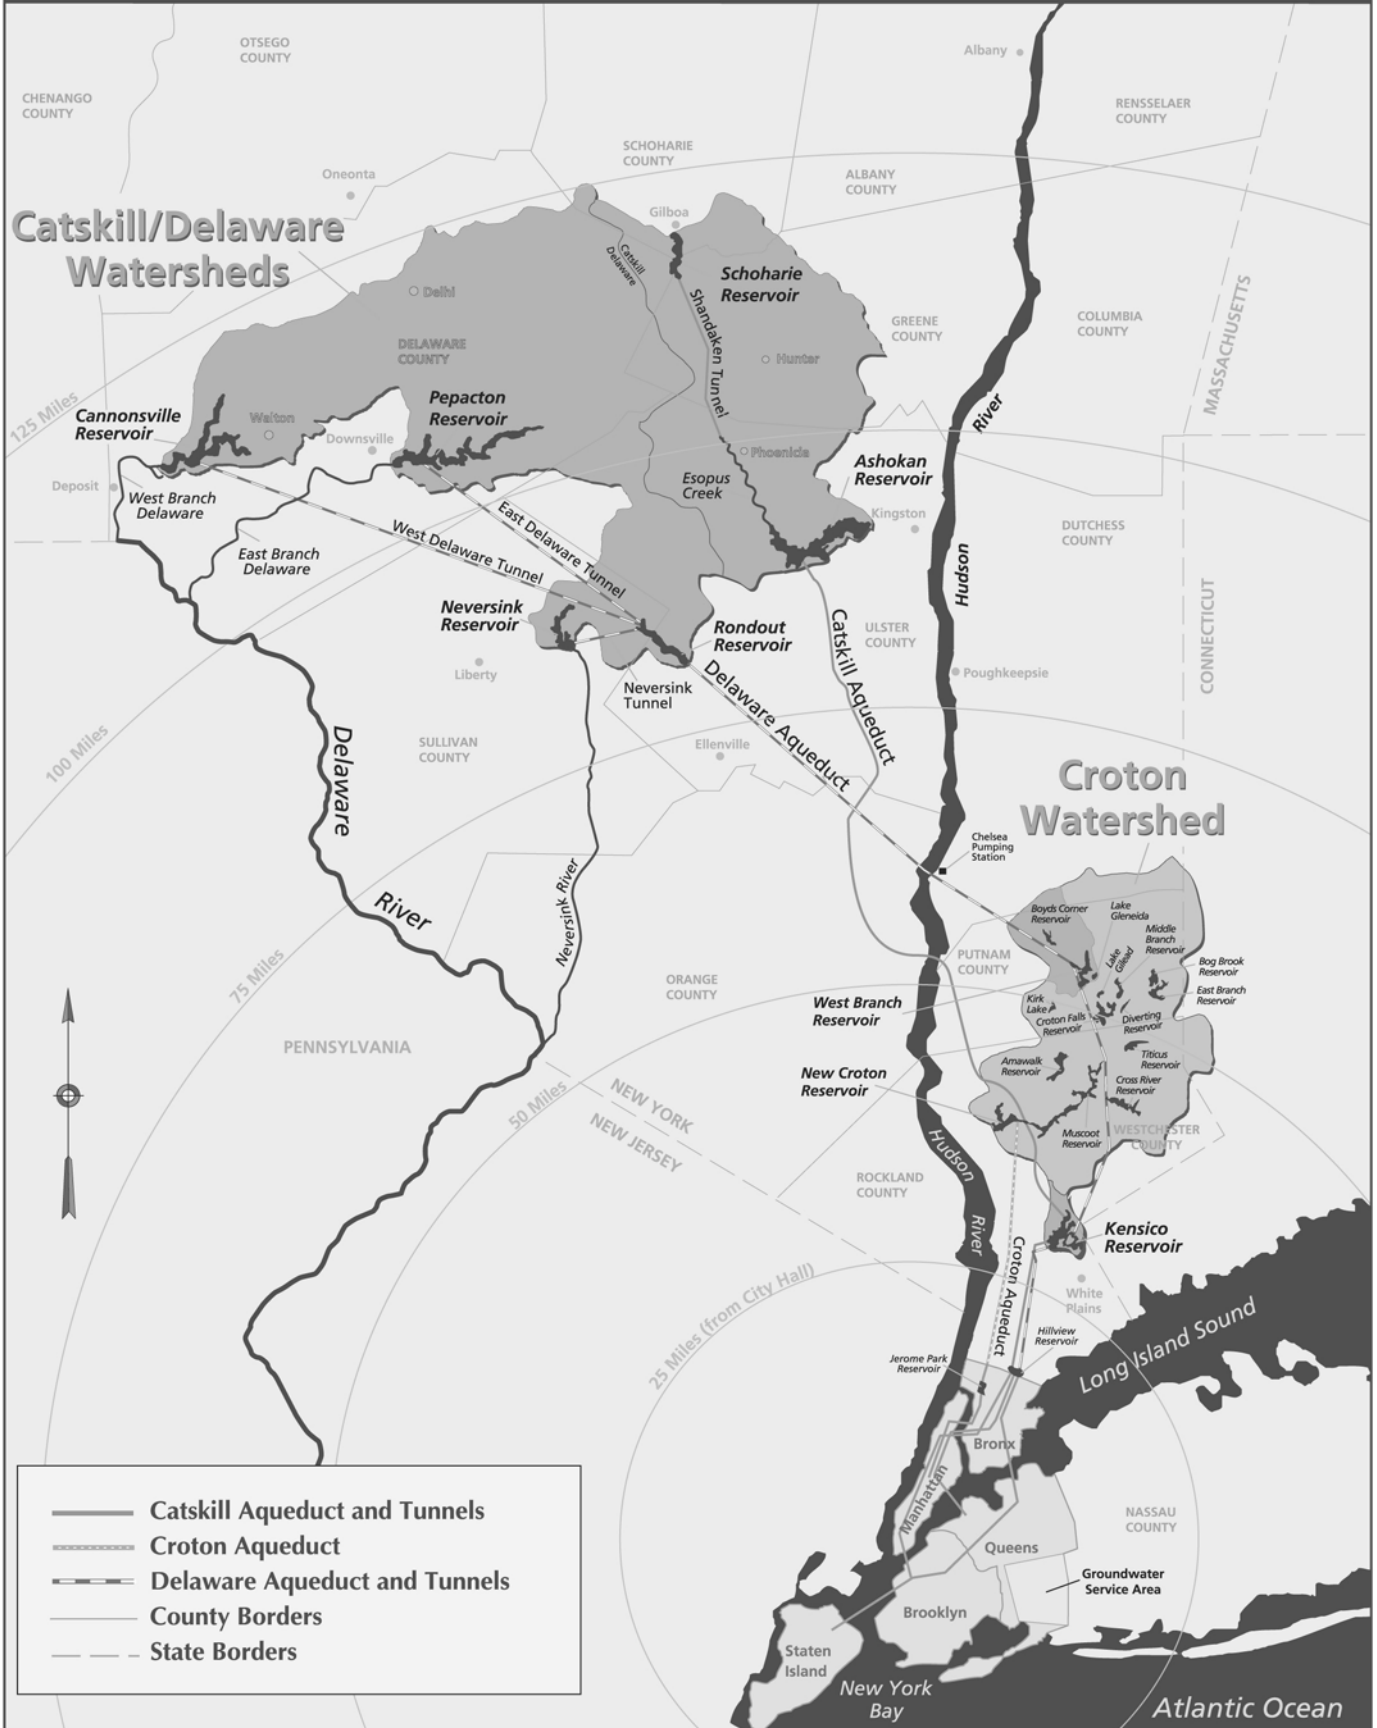 OTSEGO
COUNTY
Albany
CHENANGO
COUNTY
RENSSELAER
COUNTY
SCHOHARIE
COUNTY
Oneonta
ALBANY
COUNTY
Catskill/Delaware
Watersheds
Gilboa
Catskill
Delaware
Schoharie
Reservoir
Delhi
Shandaken Tunnel
GREENE
COUNTY
COLUMBIA
COUNTY
MASSACHUSETTS
DELAWARE
COUNTY
Hunter
125 Miles
Cannonsville
Reservoir
Walton
Pepacton
Reservoir
Downsville
River
Phoenicia
Ashokan
Reservoir
Deposit
West Branch
Delaware
Esopus
Creek
Kingston
DUTCHESS
COUNTY
East Delaware Tunnel
West Delaware Tunnel
East Branch
Delaware
Hudson
Neversink
Reservoir
Rondout
Reservoir
Catskill Aqueduct
ULSTER
COUNTY
CONNECTICUT
Liberty
Neversink
Tunnel
Delaware Aqueduct
Poughkeepsie
100 Miles
Delaware
SULLIVAN
COUNTY
Ellenville
Croton
Watershed
Chelsea
Pumping
Station
River
Neversink River
Boyds Corner
Reservoir
Lake
Gleneida
Middle
Branch
Reservoir
Lake
Gilead
Bog Brook
Reservoir
East Branch
Reservoir
75 Miles
ORANGE
COUNTY
PUTNAM
COUNTY
West Branch
Reservoir
Kirk
Lake
Croton Falls
Reservoir
Diverting
Reservoir
PENNSYLVANIA
Amawalk
Reservoir
Titicus
Reservoir
New Croton
Reservoir
Cross River
Reservoir
50 Miles
NEW YORK
NEW JERSEY
Muscoot
Reservoir
WESTCHESTER
COUNTY
Hudson
River
ROCKLAND
COUNTY
Kensico
Reservoir
Croton Aqueduct
25 Miles (from City Hall)
White
Plains
Long Island Sound
Hillview
Reservoir
Jerome Park
Reservoir
Bronx
Manhattan
NASSAU
COUNTY
Queens
Groundwater
Service Area
Brooklyn
Staten
Island
New York
Bay
Atlantic Ocean
Catskill Aqueduct and Tunnels
Croton Aqueduct
Delaware Aqueduct and Tunnels
County Borders
State Borders